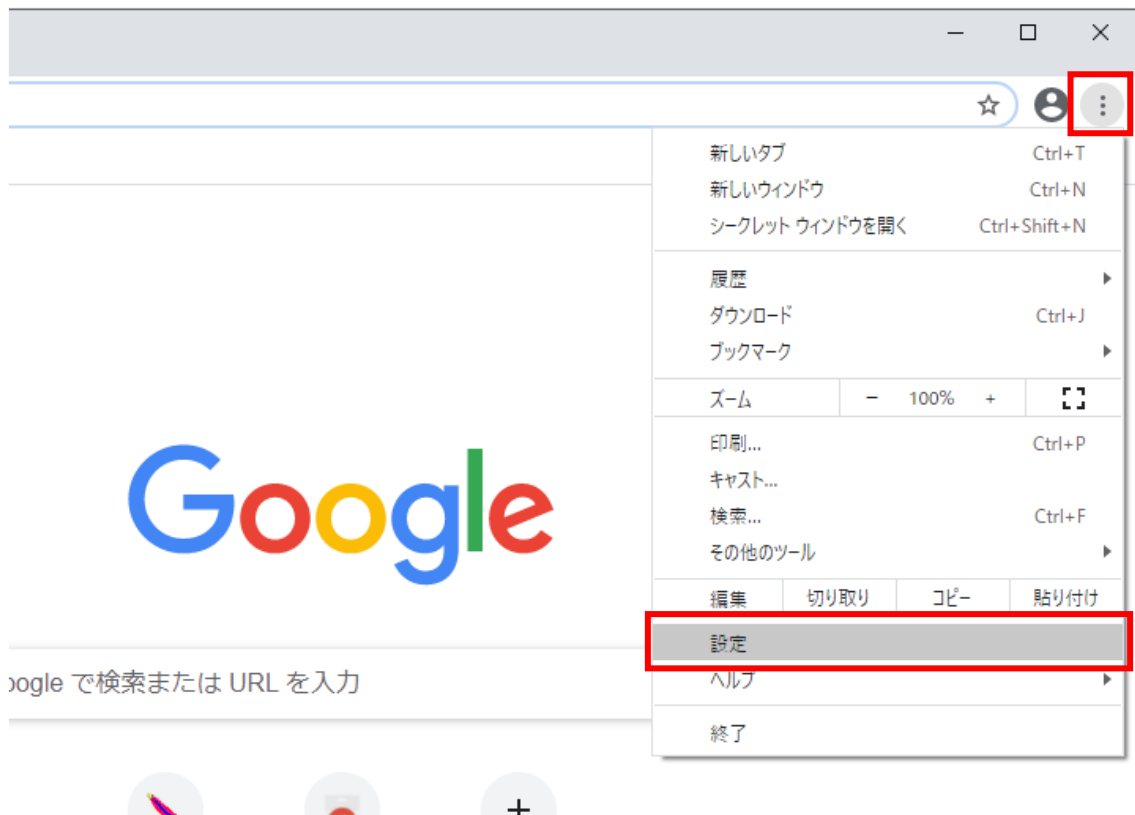 新しいタブ Ctrl+T
新しいウィンドウ Ctrl+N
シークレット ウィンドウを開く Ctrl+Shift+N
履歴
ダウンロード Ctrl+J
ブックマーク
ズーム − 100% +
印刷... Ctrl+P
キャスト...
検索... Ctrl+F
その他のツール
編集 切り取り コピー 貼り付け
設定
ヘルプ
終了
Google
oogle で検索または URL を入力